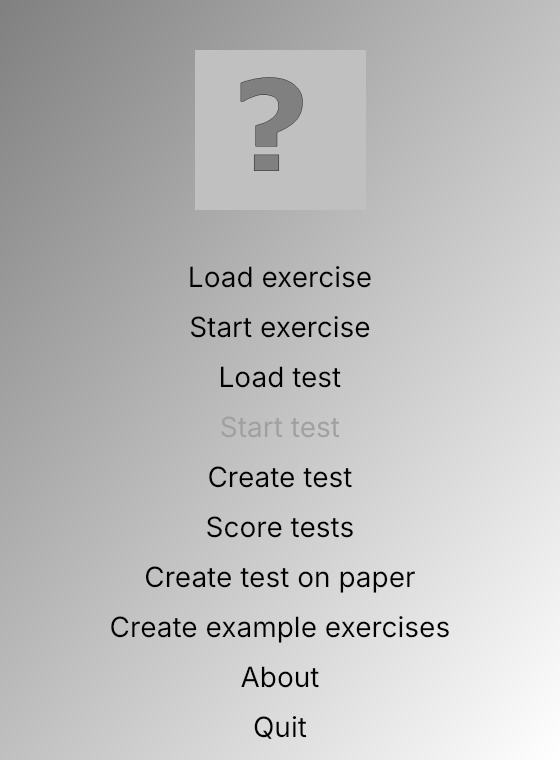 ?
Load exercise
Start exercise
Load test
Start test
Create test
Score tests
Create test on paper
Create example exercises
About
Quit